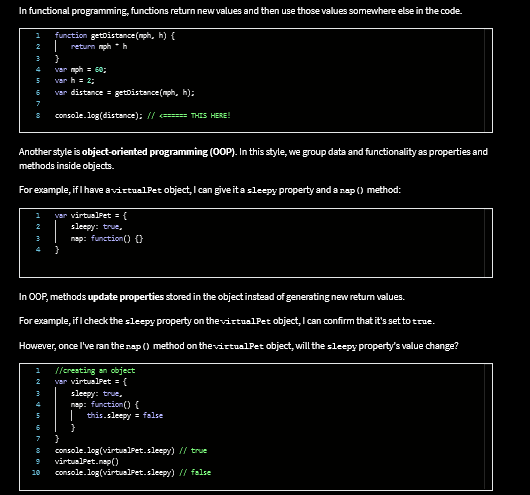 In functional programming, functions return new values and then use those values somewhere else in the code.
1 function getDistance(mph, h) {
2 return mph * h
3 }
4 var mph = 60;
5 var h = 2;
6 var distance = getDistance(mph, h);
7
8 console.log(distance); // <====== THIS HERE!
Another style is object-oriented programming (OOP). In this style, we group data and functionality as properties and
methods inside objects.
For example, if I have a virtualPet object, I can give it a sleepy property and a nap() method:
1 var virtualPet = {
2 sleepy: true,
3 nap: function() {}
4 }
In OOP, methods update properties stored in the object instead of generating new return values.
For example, if I check the sleepy property on the virtualPet object, I can confirm that it's set to true.
However, once I've ran the nap() method on the virtualPet object, will the sleepy property's value change?
1 //creating an object
2 var virtualPet = {
3 sleepy: true,
4 nap: function() {
5 this.sleepy = false
6 }
7 }
8 console.log(virtualPet.sleepy) // true
9 virtualPet.nap()
10 console.log(virtualPet.sleepy) // false